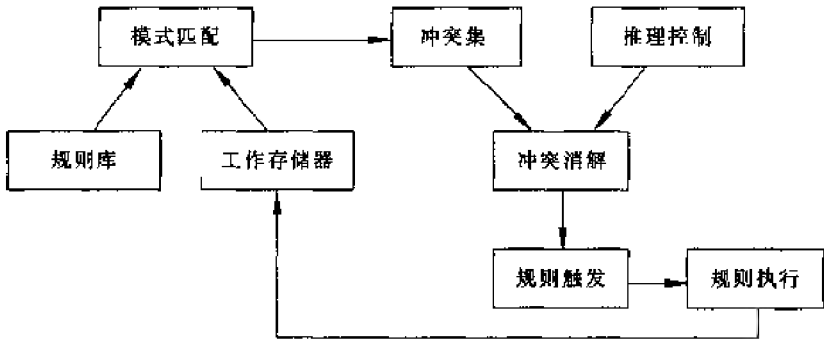 模式匹配
冲突集
推理控制
规则库
工作存储器
冲突消解
规则触发
规则执行